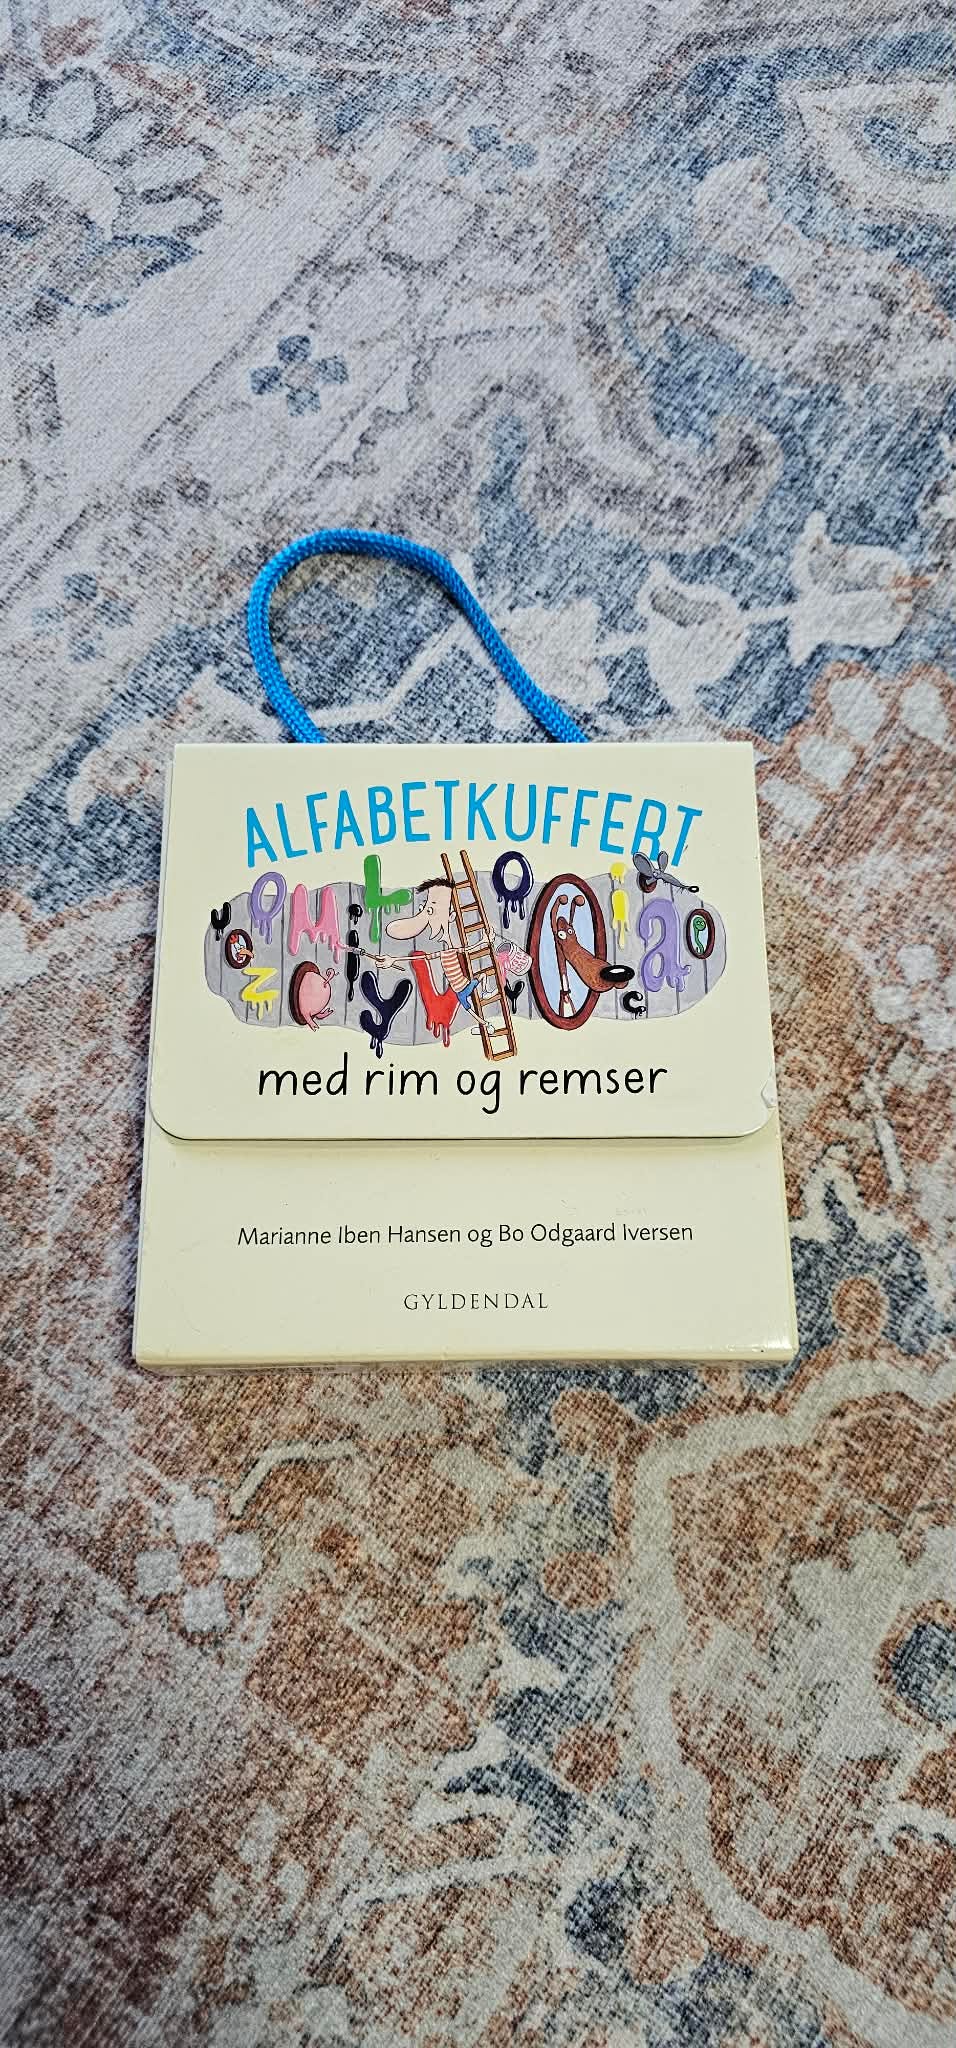 ALFABETKUFFERT
med rim og remser
Marianne Iben Hansen og Bo Odgaard Iversen
GYLDENDAL